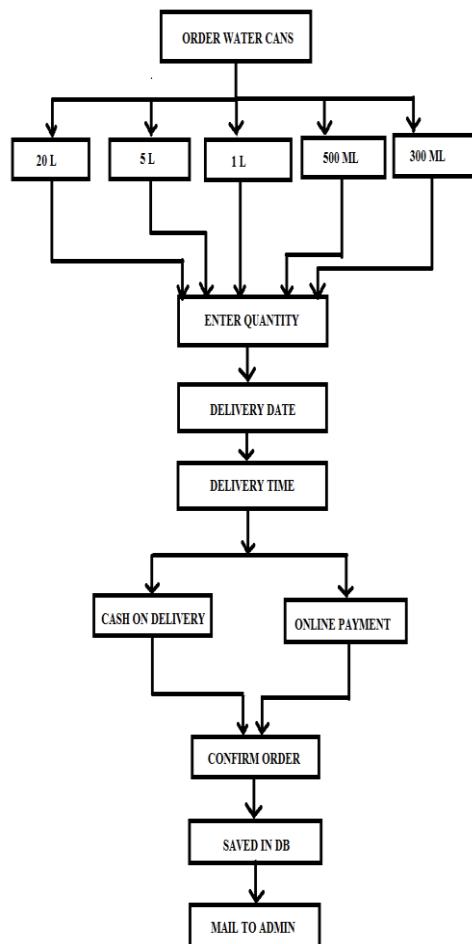 ORDER WATER CANS
20 L
5 L
1 L
500 ML
300 ML
ENTER QUANTITY
DELIVERY DATE
DELIVERY TIME
CASH ON DELIVERY
ONLINE PAYMENT
CONFIRM ORDER
SAVED IN DB
MAIL TO ADMIN